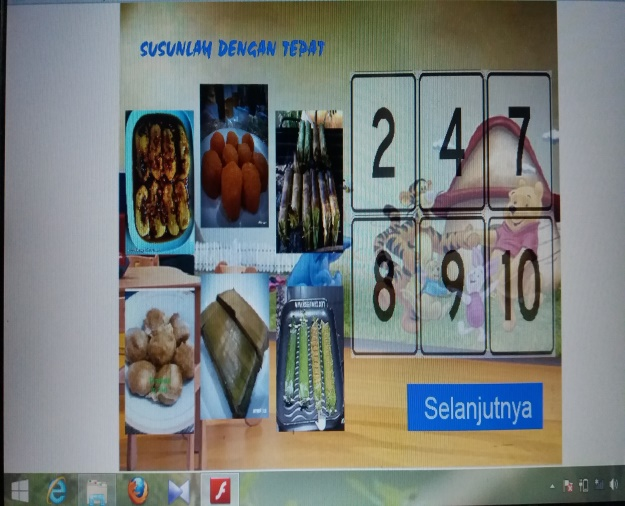 SUSUNLAH DENGAN TEPAT
2 4 7
8 9 10
Selanjutnya